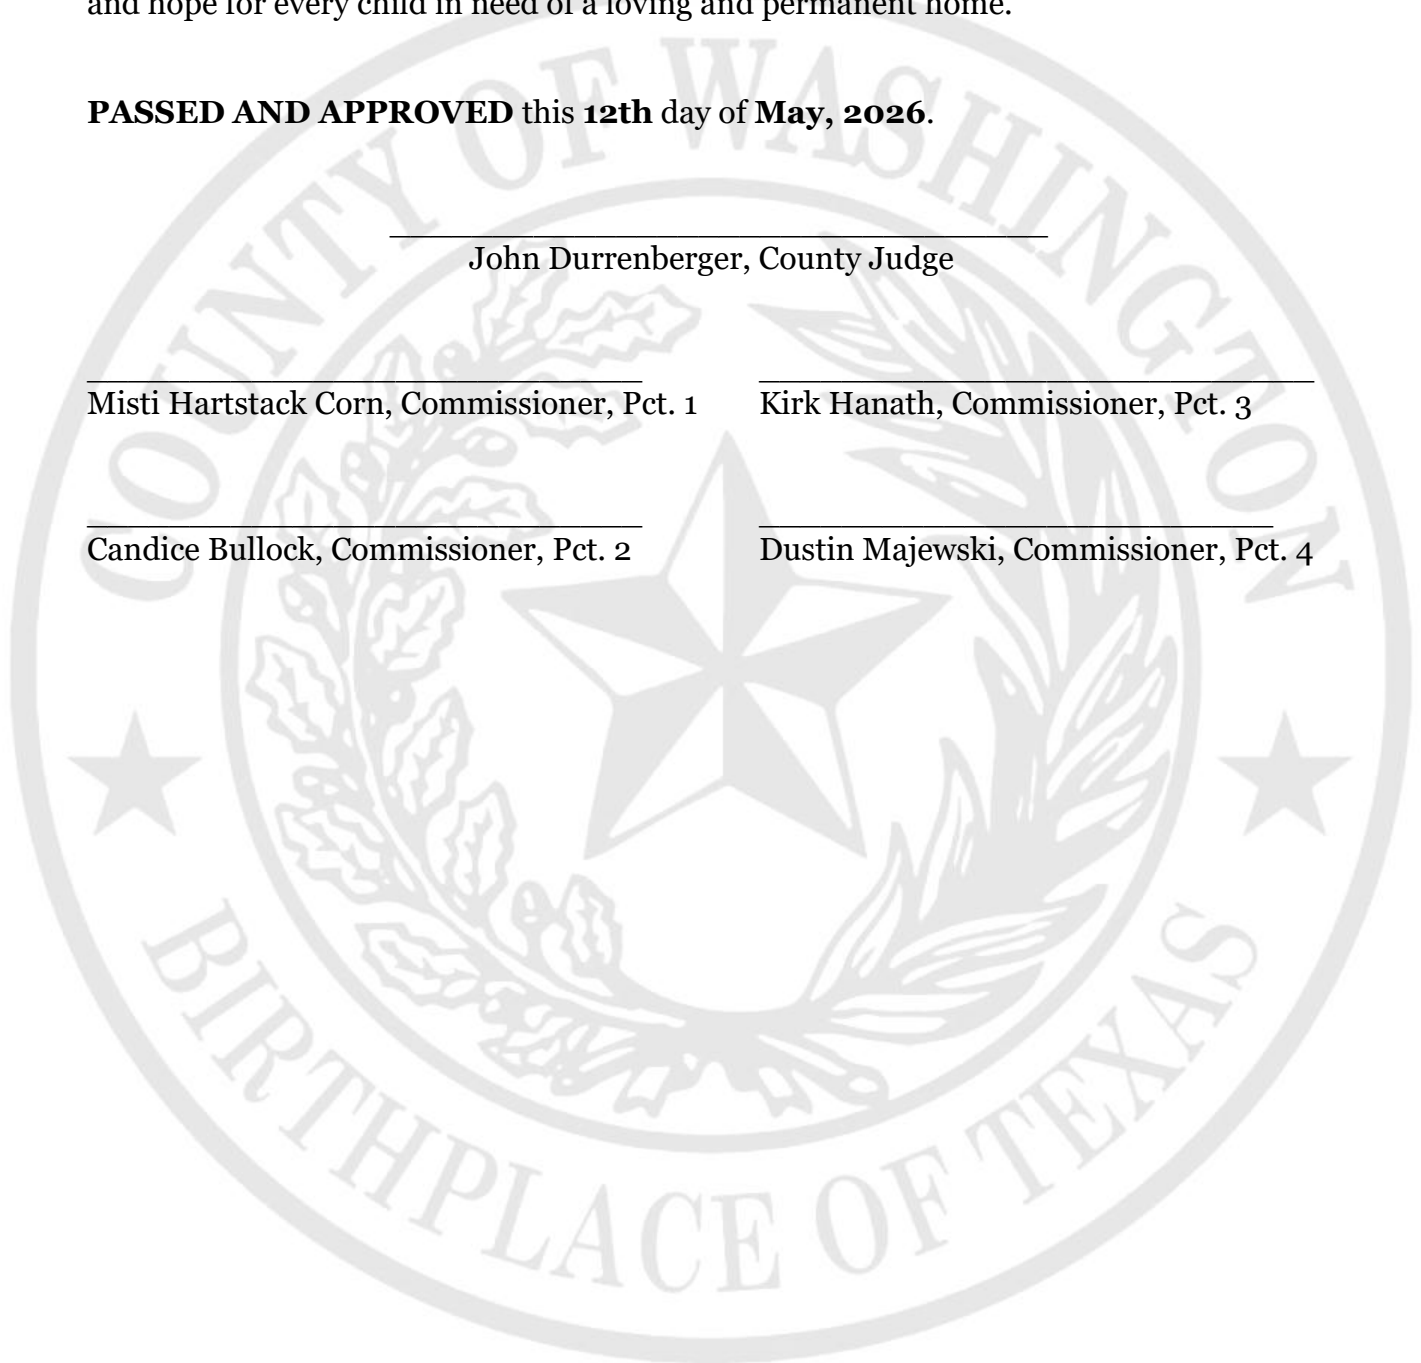 and hope for every child in need of a loving and permanent home.
PASSED AND APPROVED this 12th day of May, 2026.
John Durrenberger, County Judge
Misti Hartstack Corn, Commissioner, Pct. 1
Kirk Hanath, Commissioner, Pct. 3
Candice Bullock, Commissioner, Pct. 2
Dustin Majewski, Commissioner, Pct. 4
COUNTY OF WASHINGTON
BIRTHPLACE OF TEXAS